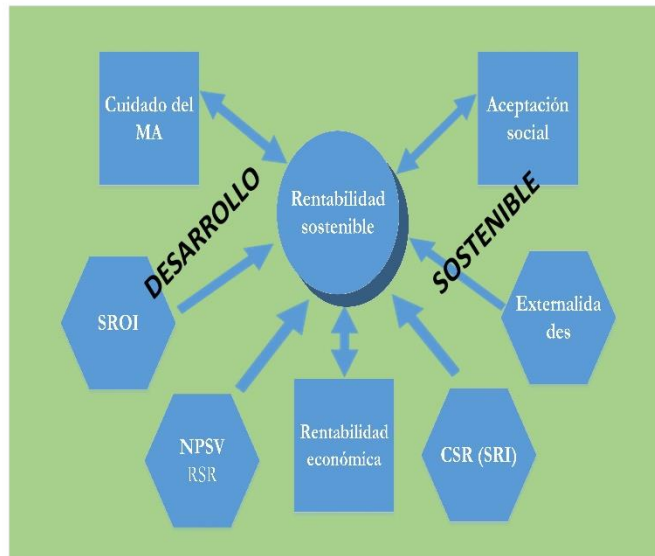 Cuidado del
MA
Aceptación
social
Rentabilidad
sostenible
DESARROLLO
SOSTENIBLE
SROI
Externalida
des
NPSV
RSR
Rentabilidad
económica
CSR (SRI)